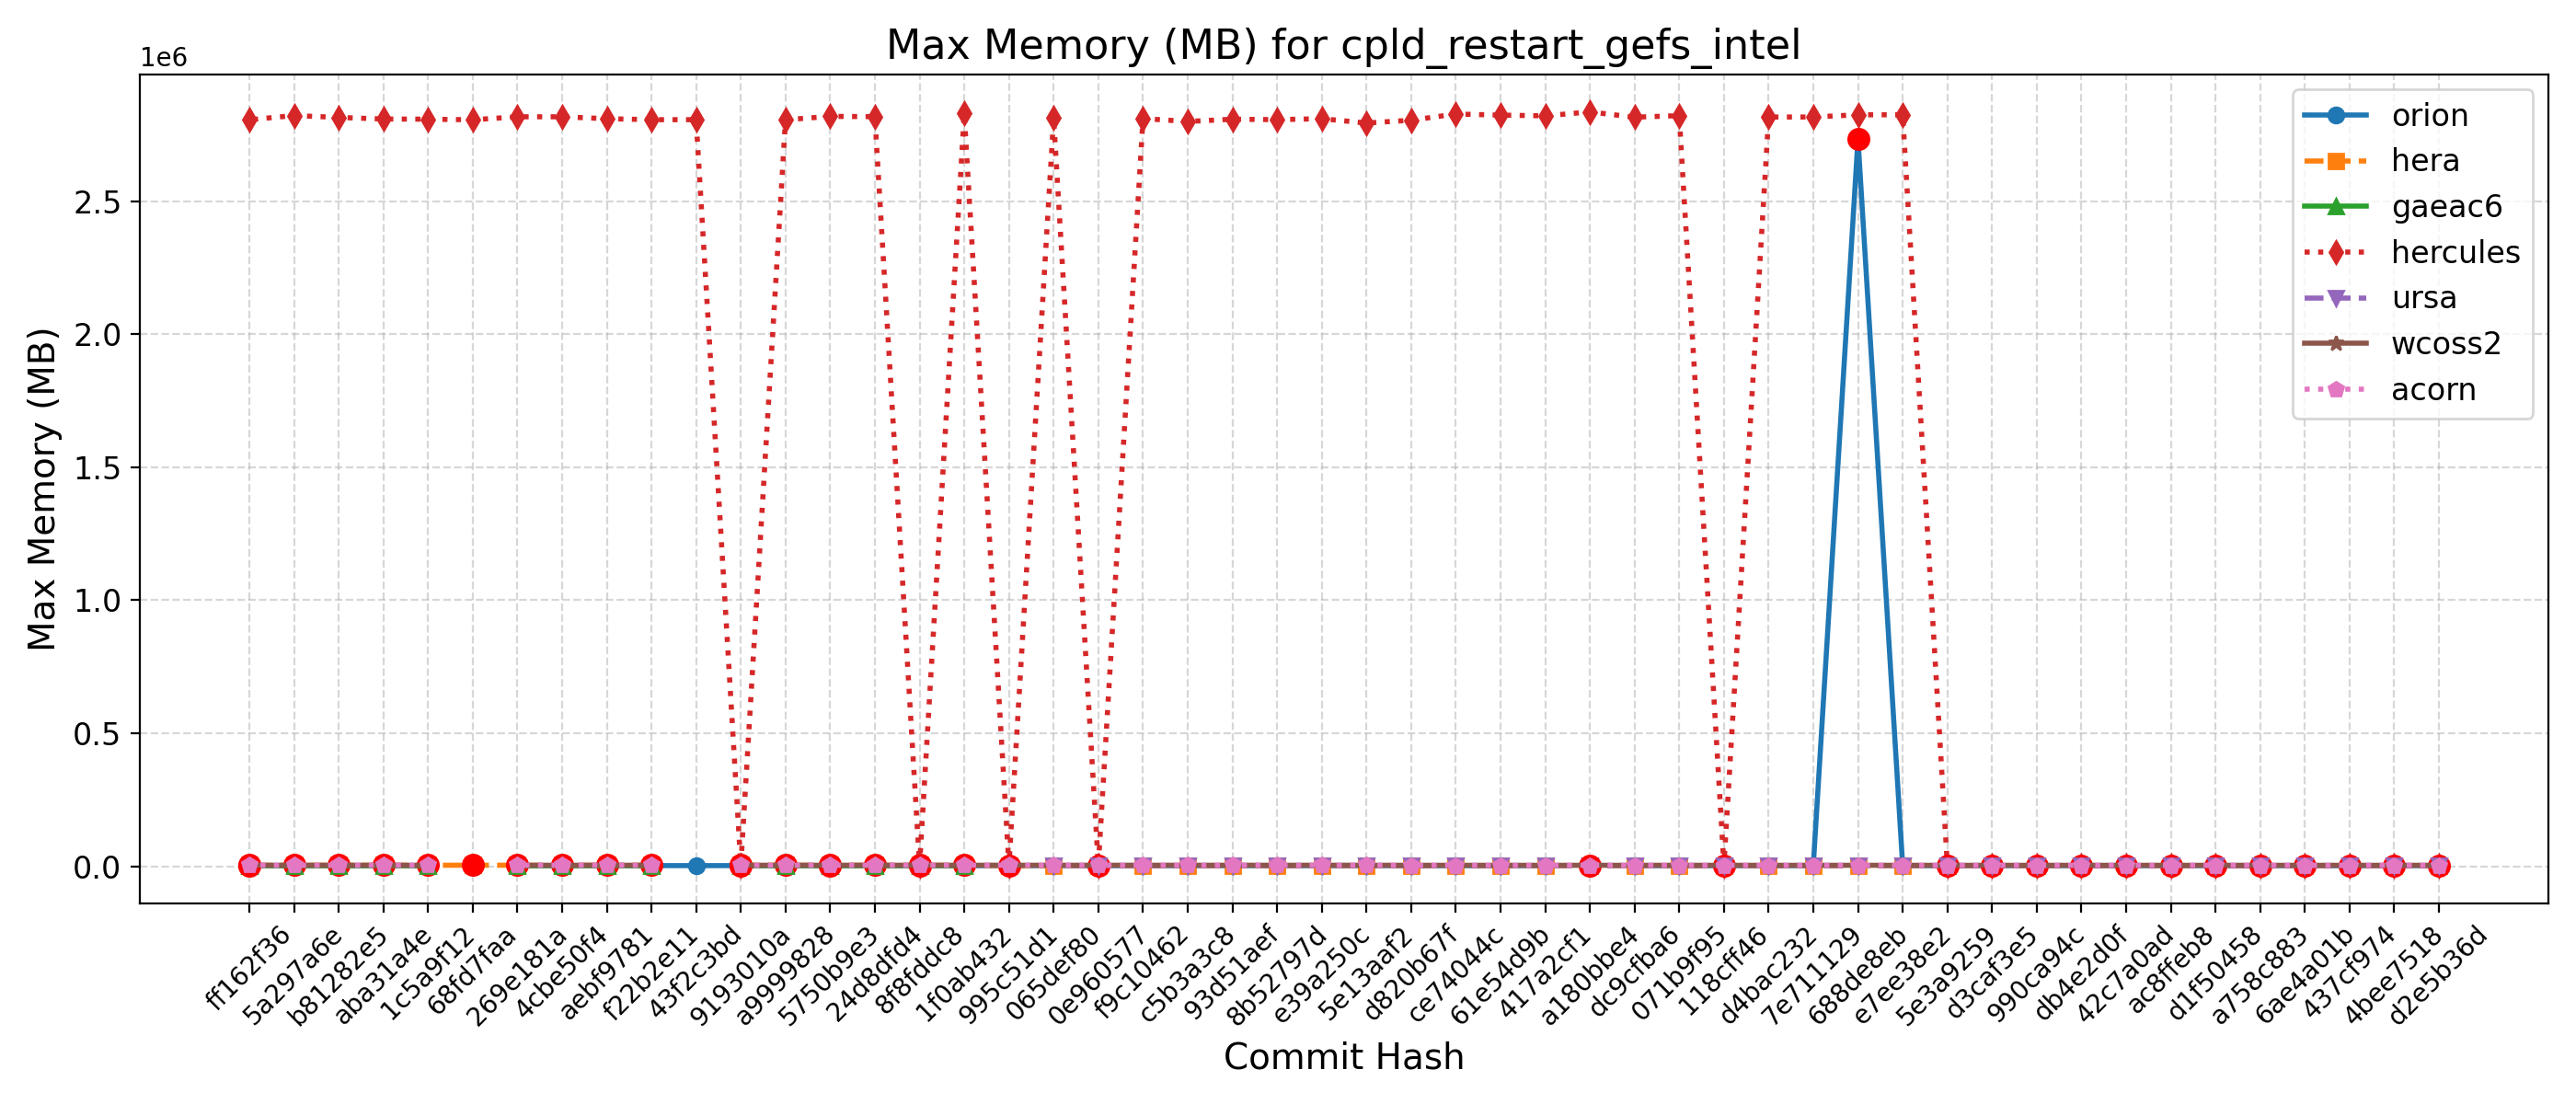 Max Memory (MB) for cpld_restart_gefs_intel
1e6
2.5
2.0
1.5
1.0
0.5
0.0
Max Memory (MB)
orion
hera
gaeac6
hercules
ursa
wcoss2
acorn
ff162f36
5a297a6e
b81282e5
aba31a4e
1c5a9f12
68fd7faa
269e181a
4cbe50f4
aebf9781
f22b2e11
43f2c3bd
9193010a
a9999828
5750b9e3
24d8dfd4
8f8fddc8
1f0ab432
995c51d1
065def80
0e960577
f9c10462
c5b3a3c8
93d51aef
8b52797d
e39a250c
5e13aaf2
d820b67f
ce74044c
61e54d9b
417a2cf1
a180bbe4
dc9cfba6
071b9f95
118cff46
d4bac232
7e711129
688de8eb
e7ee38e2
5e3a9259
d3caf3e5
990ca94c
db4e2d0f
42c7a0ad
ac8ffeb8
d1f50458
a758c883
6ae4a01b
437cf974
4bee7518
d2e5b36d
Commit Hash